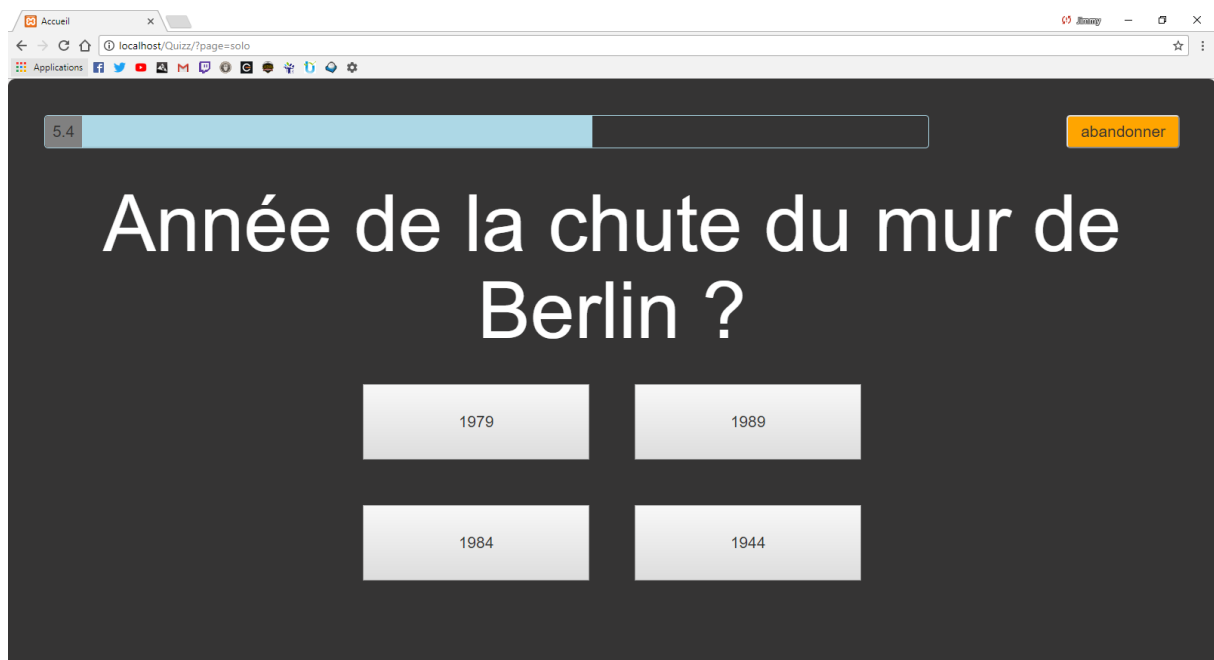 Accueil
Jimmy
localhost/Quizz/?page=solo
Applications
5.4
abandonner
Année de la chute du mur de
Berlin ?
1979
1989
1984
1944